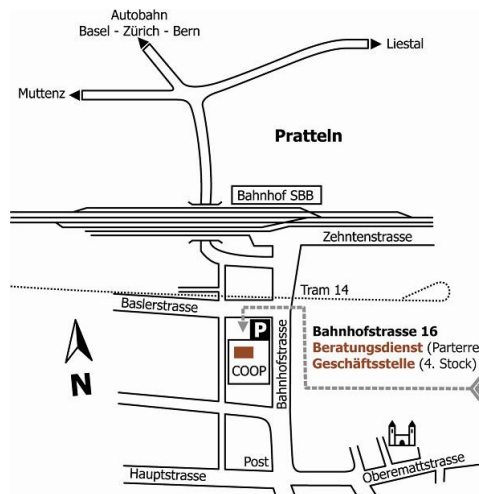 Autobahn
Basel - Zürich - Bern
Liestal
Muttenz
Pratteln
Bahnhof SBB
Zehntenstrasse
Tram 14
Baslerstrasse
P
Bahnhofstrasse 16
Beratungsdienst (Parterre
Geschäftsstelle (4. Stock)
COOP
Bahnhofstrasse
N
Post
Hauptstrasse
Oberemattstrasse